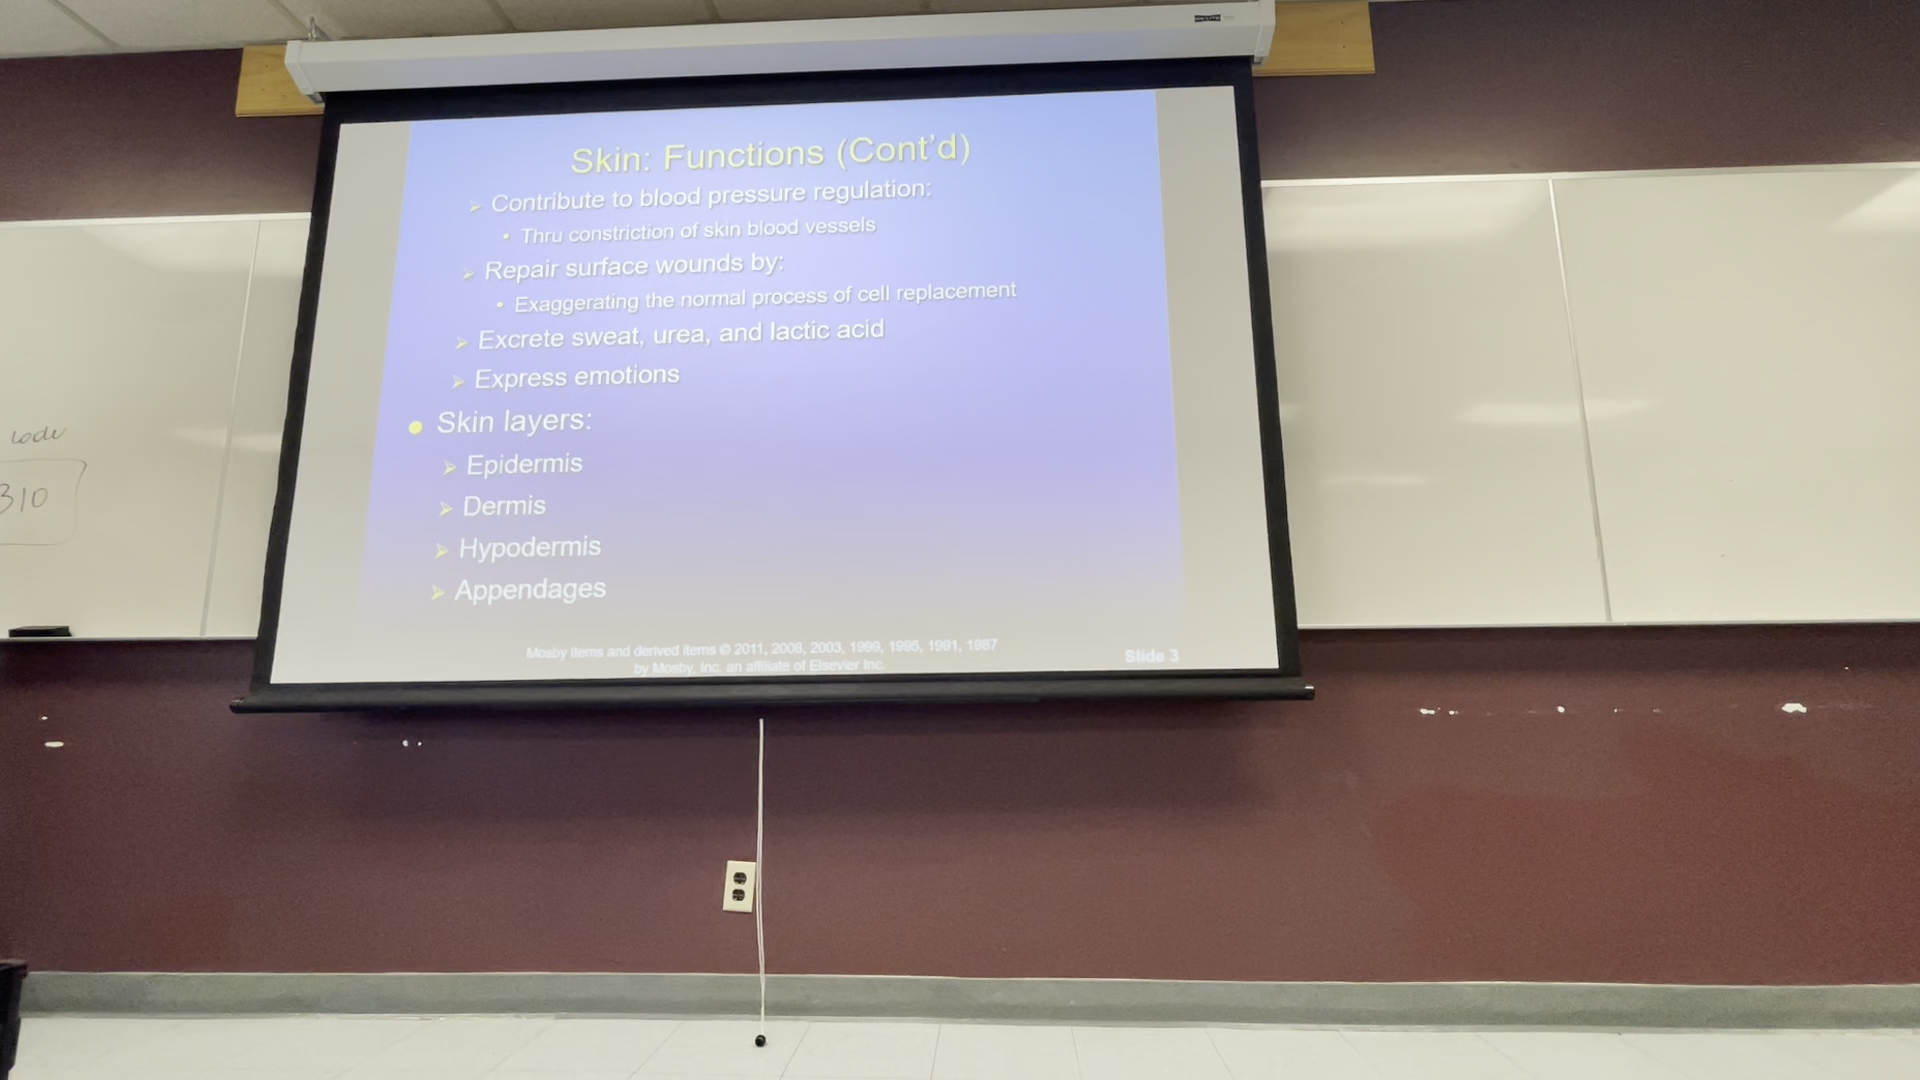 Skin: Functions (Cont'd)
Contribute to blood pressure regulation:
Thru constriction of skin blood vessels
Repair surface wounds by:
Exaggerating the normal process of cell replacement
Excrete sweat, urea, and lactic acid
Express emotions
Skin layers:
Epidermis
Dermis
Hypodermis
Appendages
Mosby items and derived items © 2011, 2006, 2003, 1999, 1995, 1991, 1987
by Mosby, Inc. an affiliate of Elsevier Inc.
Slide 3
310